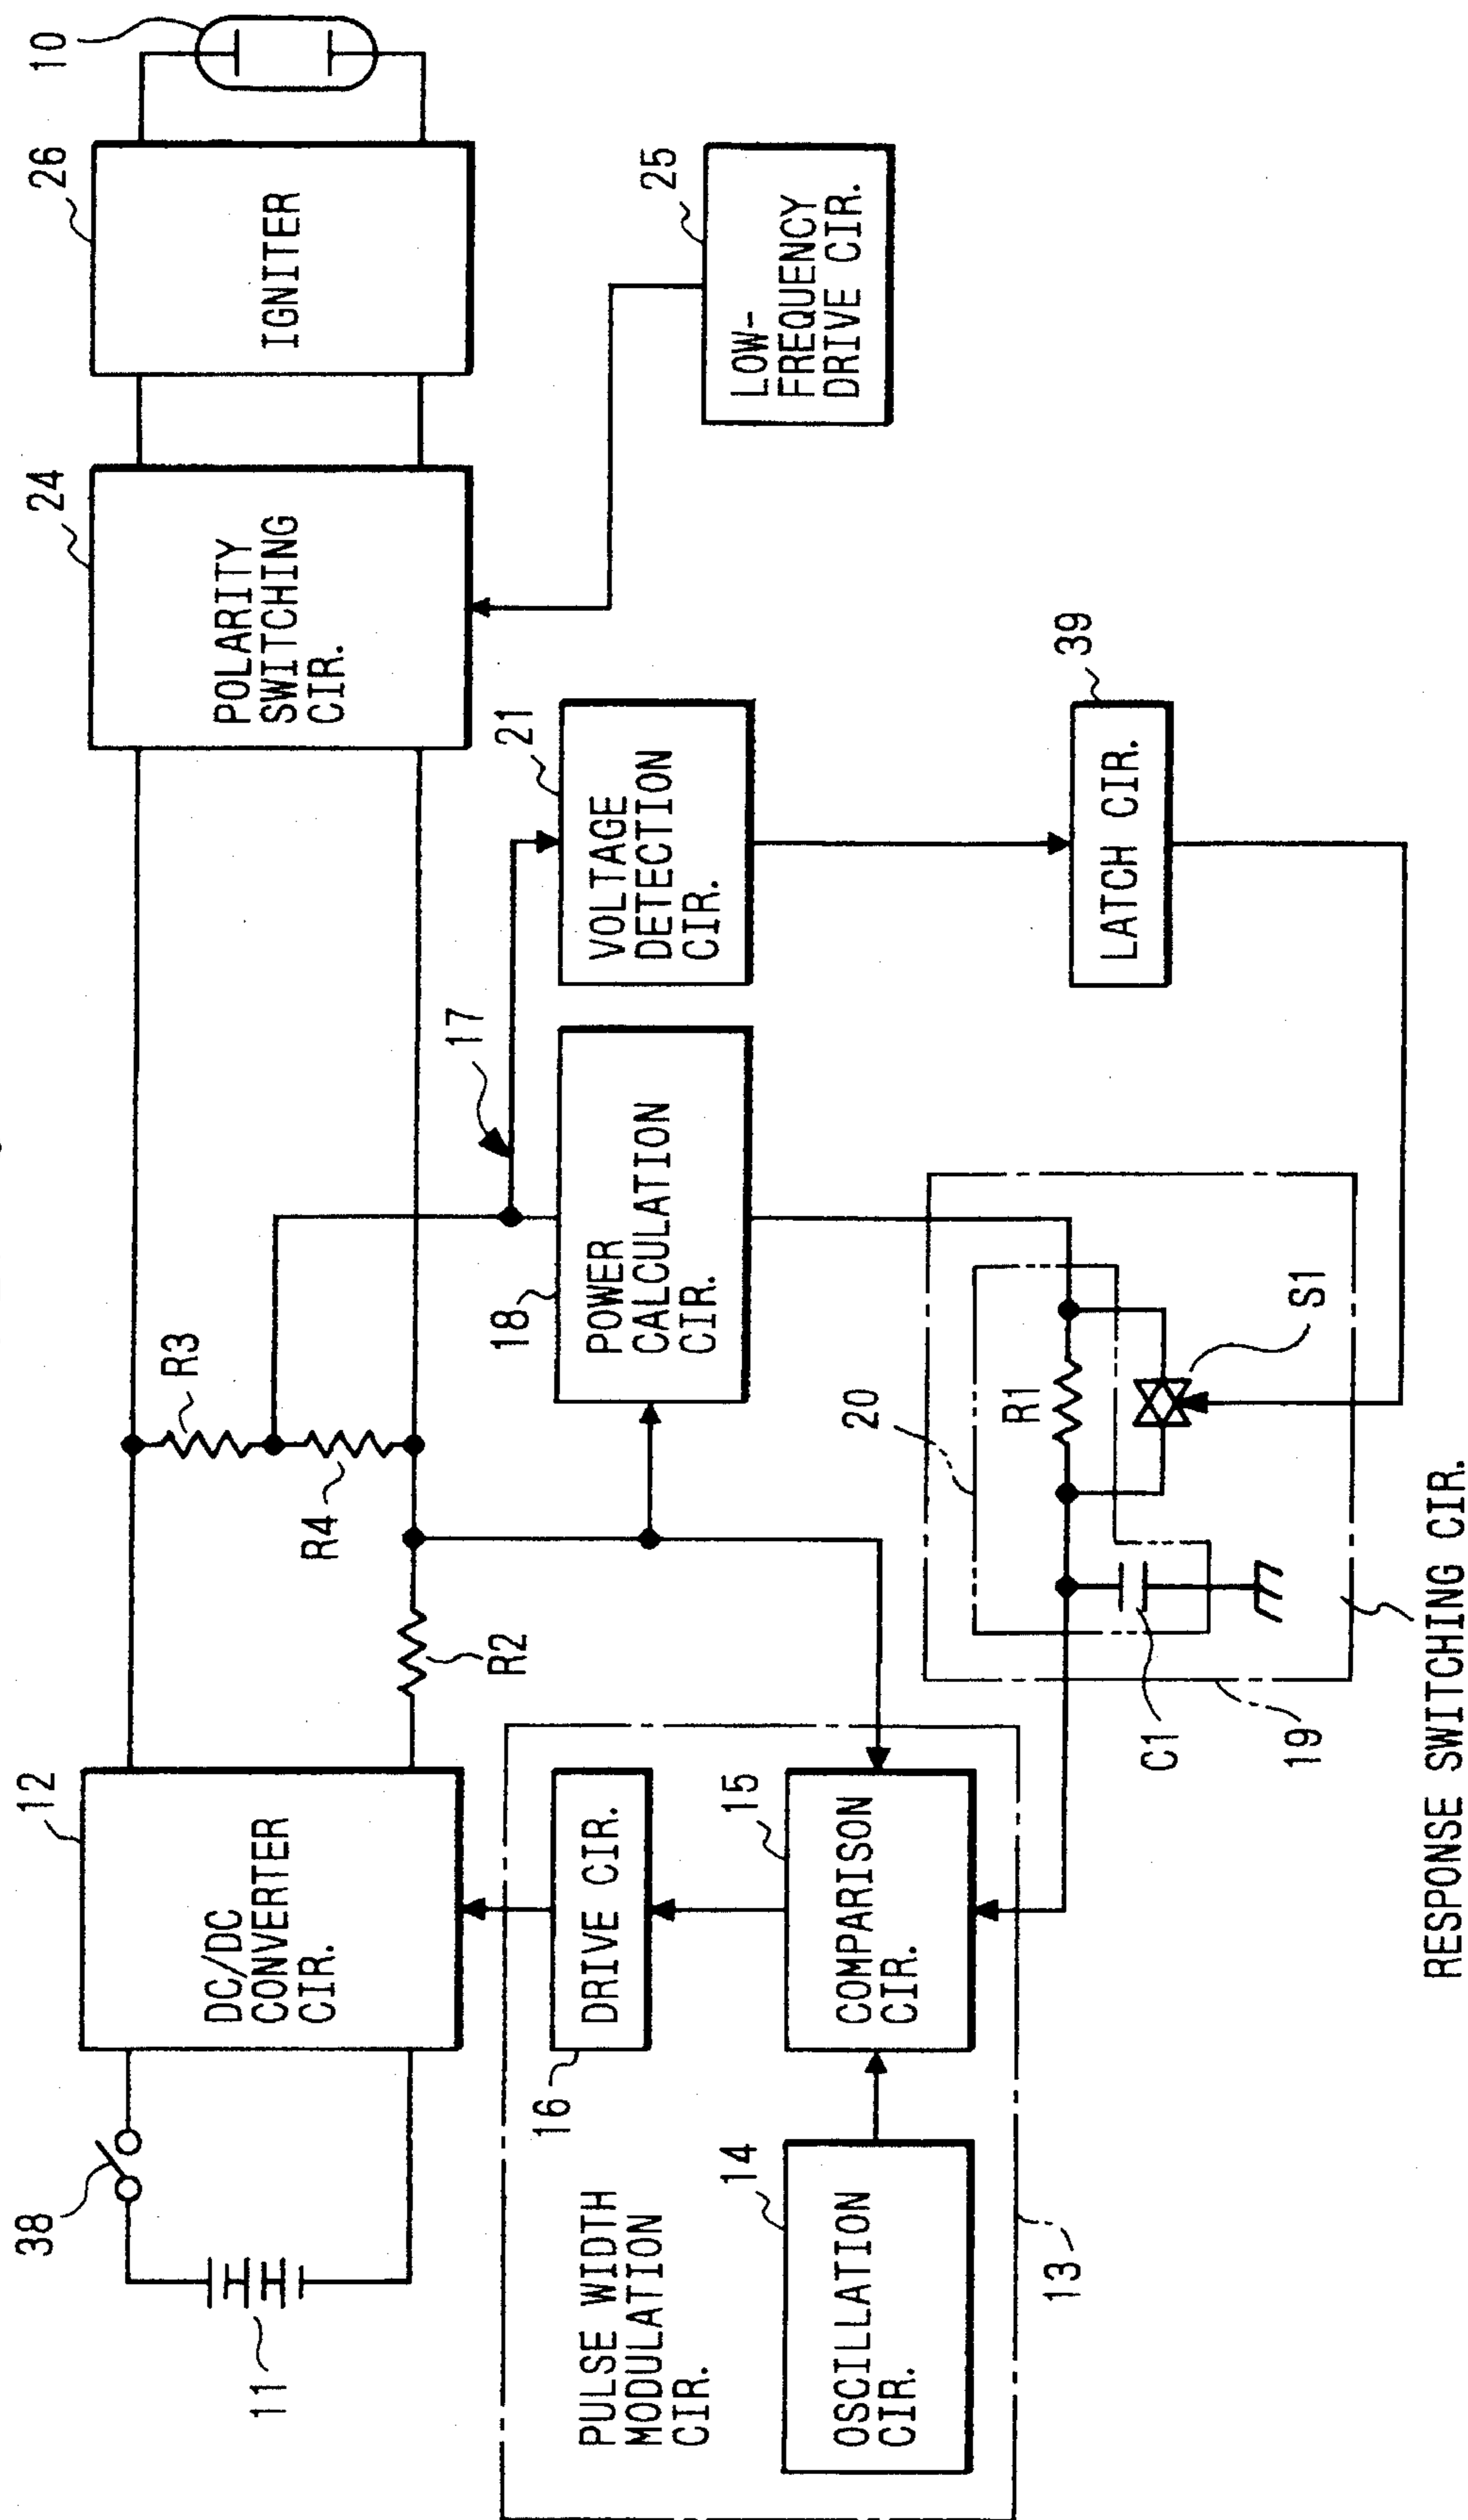 10
26
IGNITER
25
LOW-
FREQUENCY
DRIVE CIR.
24
POLARITY
SWITCHING
CIR.
39
LATCH CIR.
21
VOLTAGE
DETECTION
CIR.
17
18
POWER
CALCULATION
CIR.
R3
R4
R2
20
R1
S1
C1
19
RESPONSE SWITCHING CIR.
12
DC/DC
CONVERTER
CIR.
DRIVE CIR.
16
15
COMPARISON
CIR.
38
11
PULSE WIDTH
MODULATION
CIR.
14
OSCILLATION
CIR.
13